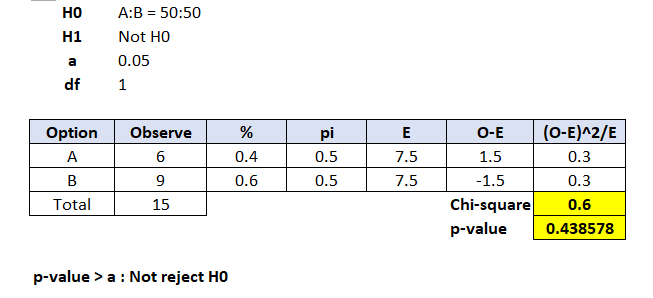 H0 A:B = 50:50
H1 Not H0
a 0.05
df 1
Option Observe % pi E O-E (O-E)^2/E
A 6 0.4 0.5 7.5 1.5 0.3
B 9 0.6 0.5 7.5 -1.5 0.3
Total 15 Chi-square 0.6
p-value 0.438578
p-value > a : Not reject H0